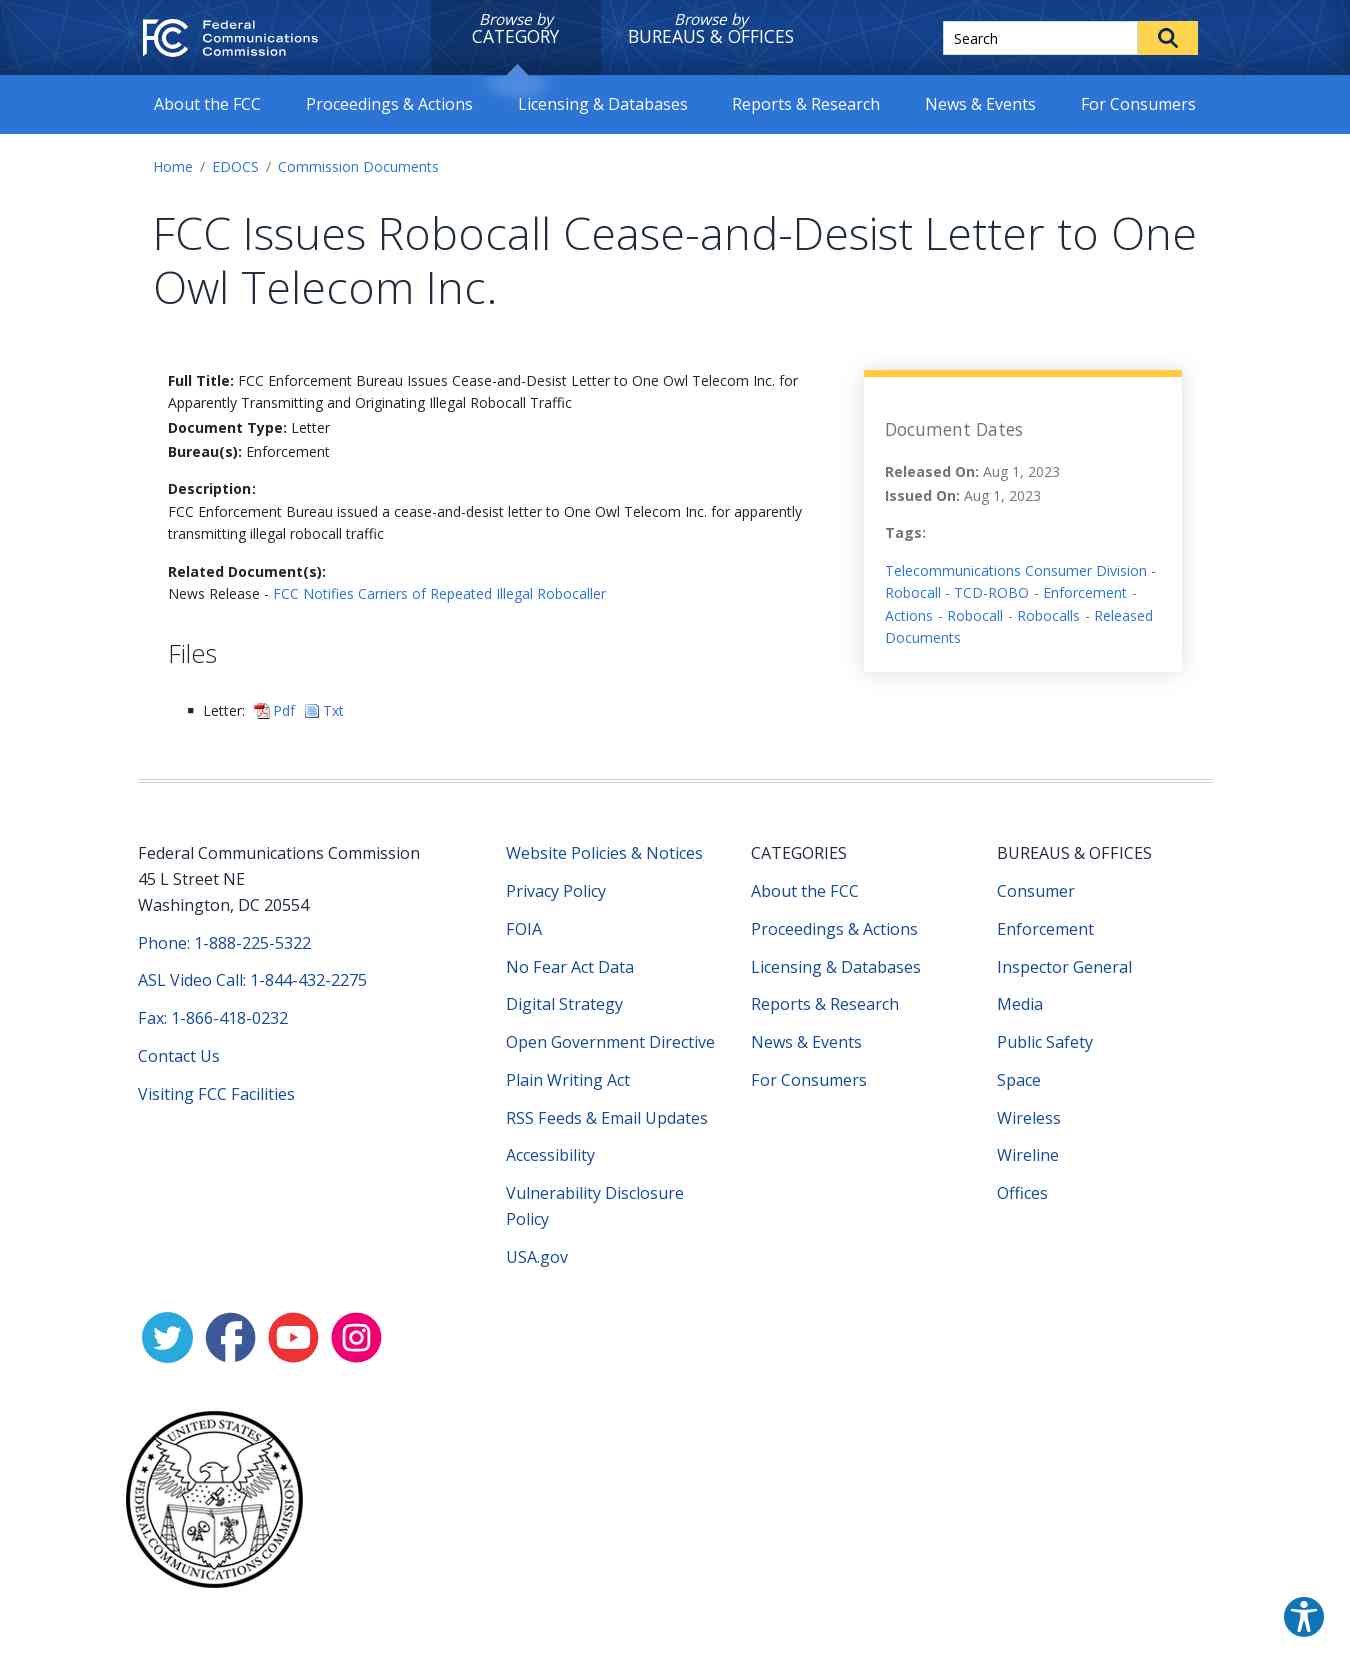 Federal
Communications
Commission
Browse by
CATEGORY
Browse by
BUREAUS & OFFICES
Search
About the FCC
Proceedings & Actions
Licensing & Databases
Reports & Research
News & Events
For Consumers
Home / EDOCS / Commission Documents
FCC Issues Robocall Cease-and-Desist Letter to One
Owl Telecom Inc.
Full Title: FCC Enforcement Bureau Issues Cease-and-Desist Letter to One Owl Telecom Inc. for
Apparently Transmitting and Originating Illegal Robocall Traffic
Document Type: Letter
Bureau(s): Enforcement
Description:
FCC Enforcement Bureau issued a cease-and-desist letter to One Owl Telecom Inc. for apparently
transmitting illegal robocall traffic
Related Document(s):
News Release - FCC Notifies Carriers of Repeated Illegal Robocaller
Files
Letter: Pdf Txt
Document Dates
Released On: Aug 1, 2023
Issued On: Aug 1, 2023
Tags:
Telecommunications Consumer Division -
Robocall - TCD-ROBO - Enforcement -
Actions - Robocall - Robocalls - Released
Documents
Federal Communications Commission
45 L Street NE
Washington, DC 20554
Phone: 1-888-225-5322
ASL Video Call: 1-844-432-2275
Fax: 1-866-418-0232
Contact Us
Visiting FCC Facilities
Website Policies & Notices
Privacy Policy
FOIA
No Fear Act Data
Digital Strategy
Open Government Directive
Plain Writing Act
RSS Feeds & Email Updates
Accessibility
Vulnerability Disclosure
Policy
USA.gov
CATEGORIES
About the FCC
Proceedings & Actions
Licensing & Databases
Reports & Research
News & Events
For Consumers
BUREAUS & OFFICES
Consumer
Enforcement
Inspector General
Media
Public Safety
Space
Wireless
Wireline
Offices
UNITED STATES
FEDERAL COMMUNICATIONS COMMISSION